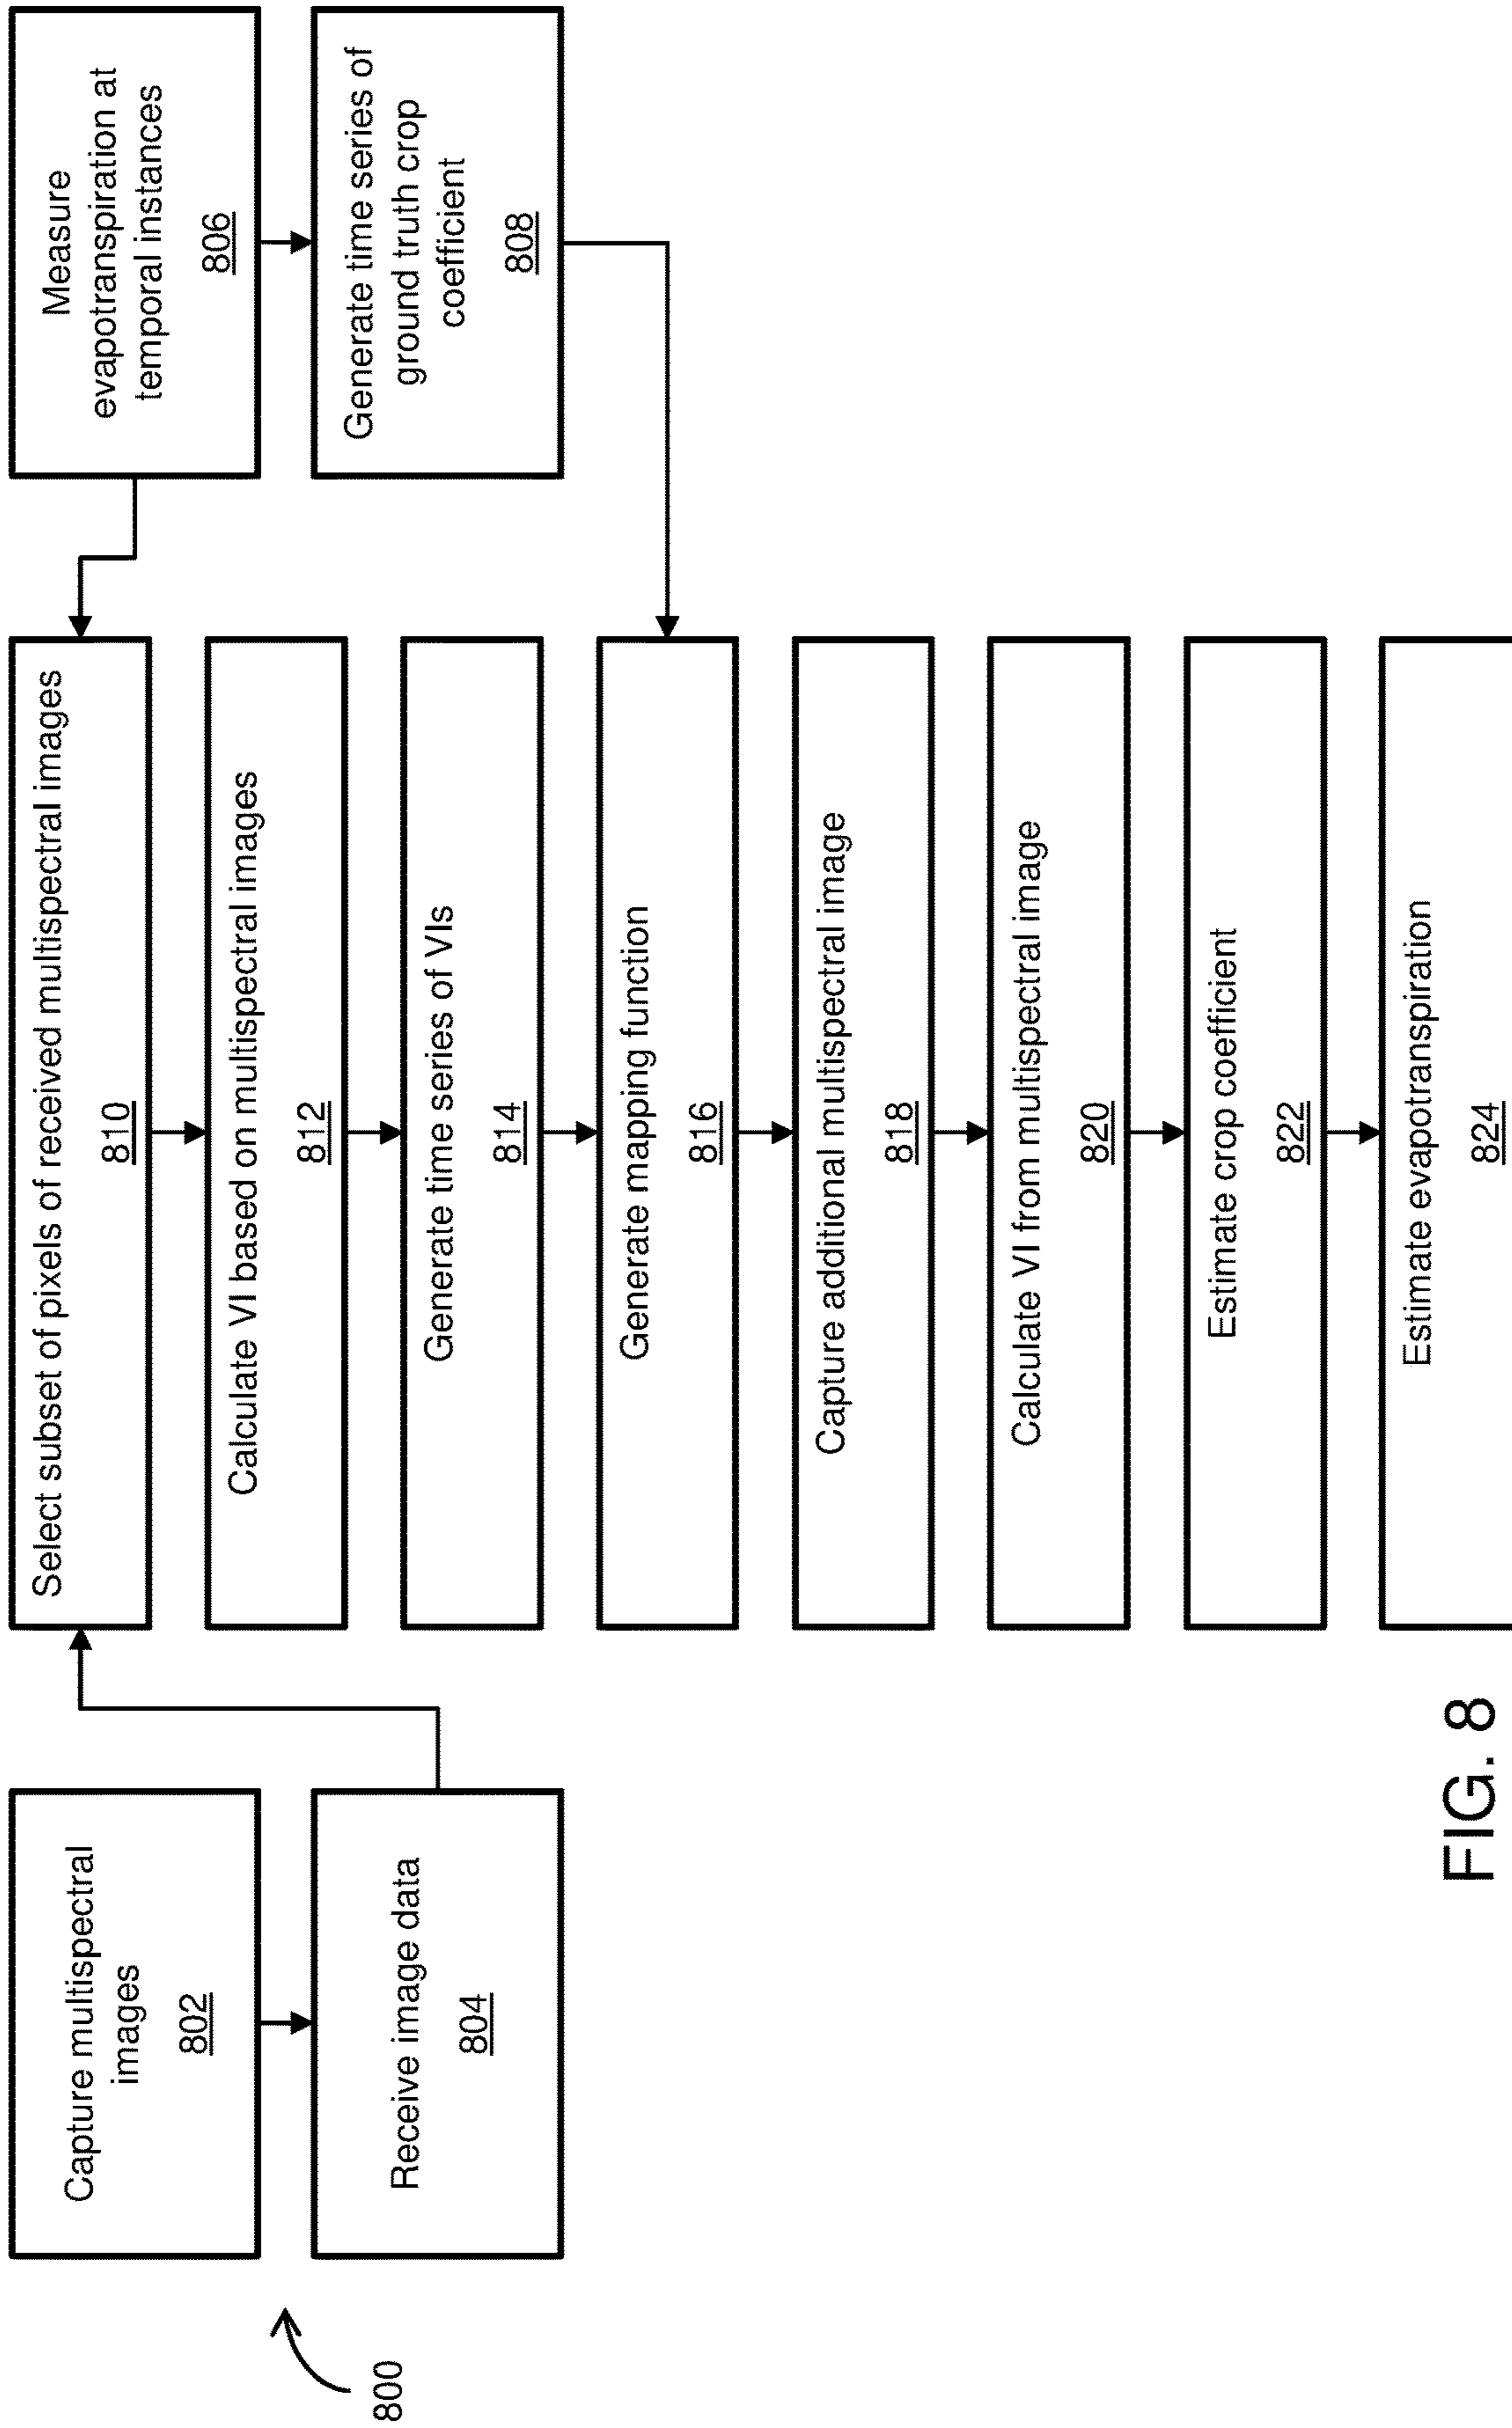 800
Capture multispectral
images
802
Receive image data
804
Select subset of pixels of received multispectral images
810
Calculate VI based on multispectral images
812
Generate time series of VIs
814
Generate mapping function
816
Capture additional multispectral image
818
Calculate VI from multispectral image
820
Estimate crop coefficient
822
Estimate evapotranspiration
824
Measure
evapotranspiration at
temporal instances
806
Generate time series of
ground truth crop
coefficient
808
FIG. 8